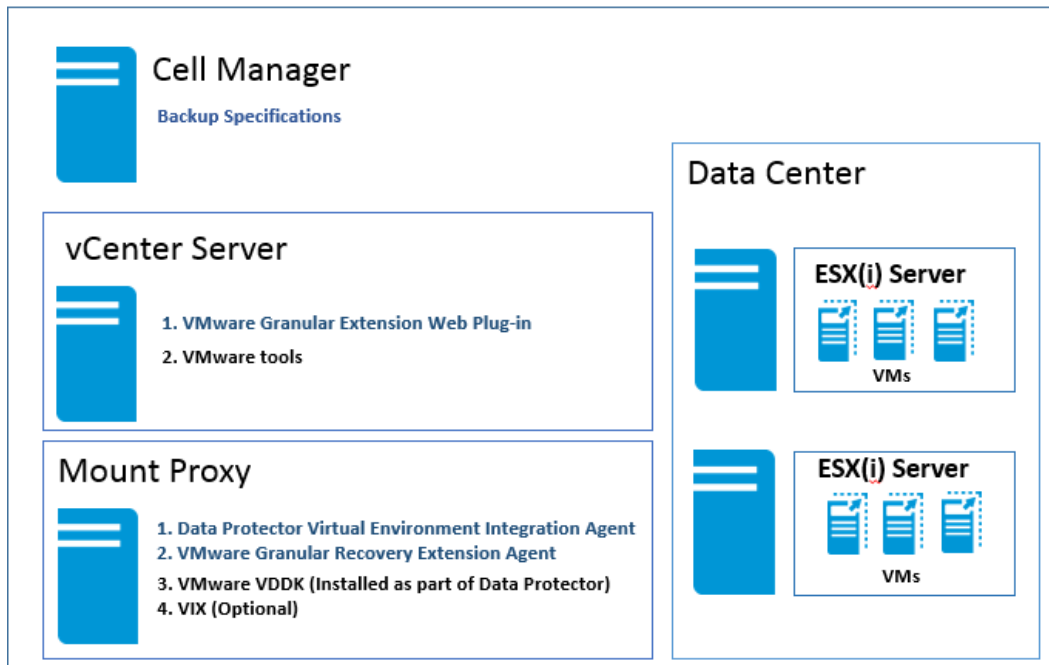 Cell Manager
Backup Specifications
vCenter Server
1. VMware Granular Extension Web Plug-in
2. VMware tools
Mount Proxy
1. Data Protector Virtual Environment Integration Agent
2. VMware Granular Recovery Extension Agent
3. VMware VDDK (Installed as part of Data Protector)
4. VIX (Optional)
Data Center
ESX(i) Server
VMs
ESX(i) Server
VMs